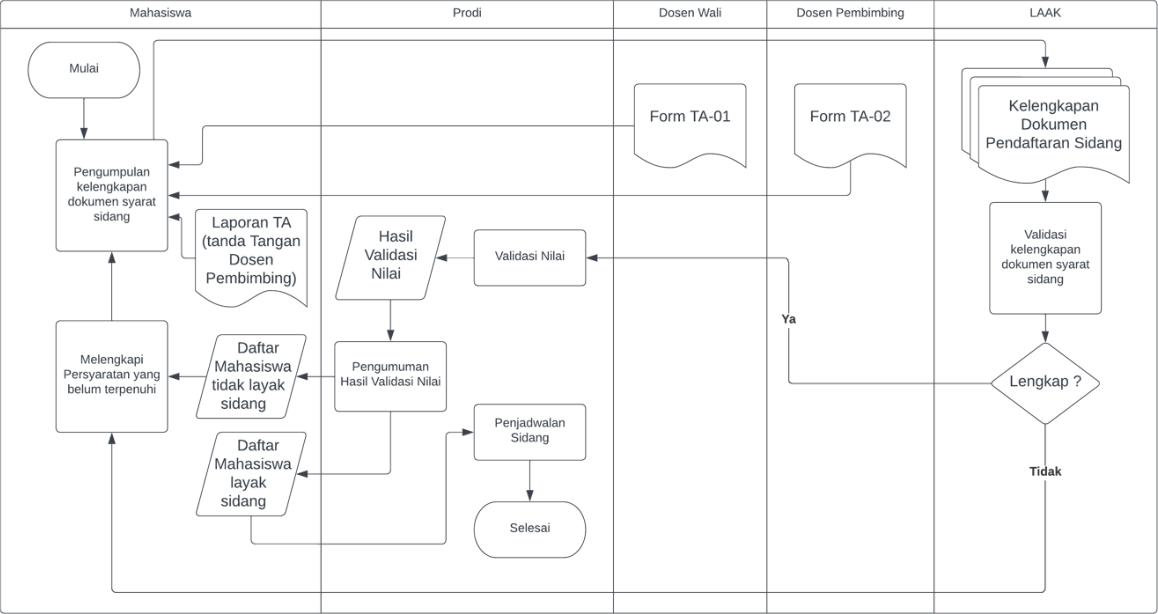 Mahasiswa
Prodi
Dosen Wali
Dosen Pembimbing
LAAK
Mulai
Pengumpulan
kelengkapan
dokumen syarat
sidang
Laporan TA
(tanda Tangan
Dosen
Pembimbing)
Melengkapi
Persyaratan yang
belum terpenuhi
Daftar
Mahasiswa
tidak layak
sidang
Daftar
Mahasiswa
layak
sidang
Hasil
Validasi
Nilai
Validasi Nilai
Pengumuman
Hasil Validasi Nilai
Penjadwalan
Sidang
Selesai
Form TA-01
Form TA-02
Kelengkapan
Dokumen
Pendaftaran Sidang
Validasi
kelengkapan
dokumen syarat
sidang
Ya
Lengkap ?
Tidak